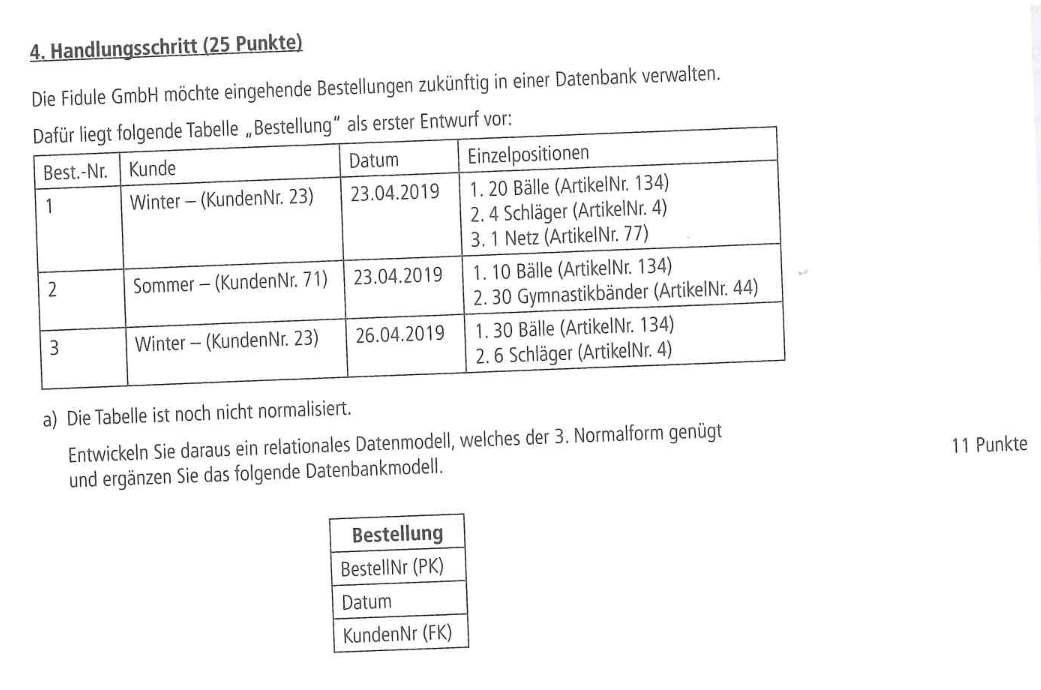 4. Handlungsschritt (25 Punkte)
Die Fidule GmbH möchte eingehende Bestellungen zukünftig in einer Datenbank verwalten.
Dafür liegt folgende Tabelle „Bestellung" als erster Entwurf vor:
Best.-Nr. Kunde Datum Einzelpositionen
1 Winter – (KundenNr. 23) 23.04.2019 1. 20 Bälle (ArtikelNr. 134)
2. 4 Schläger (ArtikelNr. 4)
3. 1 Netz (ArtikelNr. 77)
2 Sommer – (KundenNr. 71) 23.04.2019 1. 10 Bälle (ArtikelNr. 134)
2. 30 Gymnastikbänder (ArtikelNr. 44)
3 Winter – (KundenNr. 23) 26.04.2019 1. 30 Bälle (ArtikelNr. 134)
2. 6 Schläger (ArtikelNr. 4)
a) Die Tabelle ist noch nicht normalisiert.
Entwickeln Sie daraus ein relationales Datenmodell, welches der 3. Normalform genügt
und ergänzen Sie das folgende Datenbankmodell.
11 Punkte
Bestellung
BestellNr (PK)
Datum
KundenNr (FK)